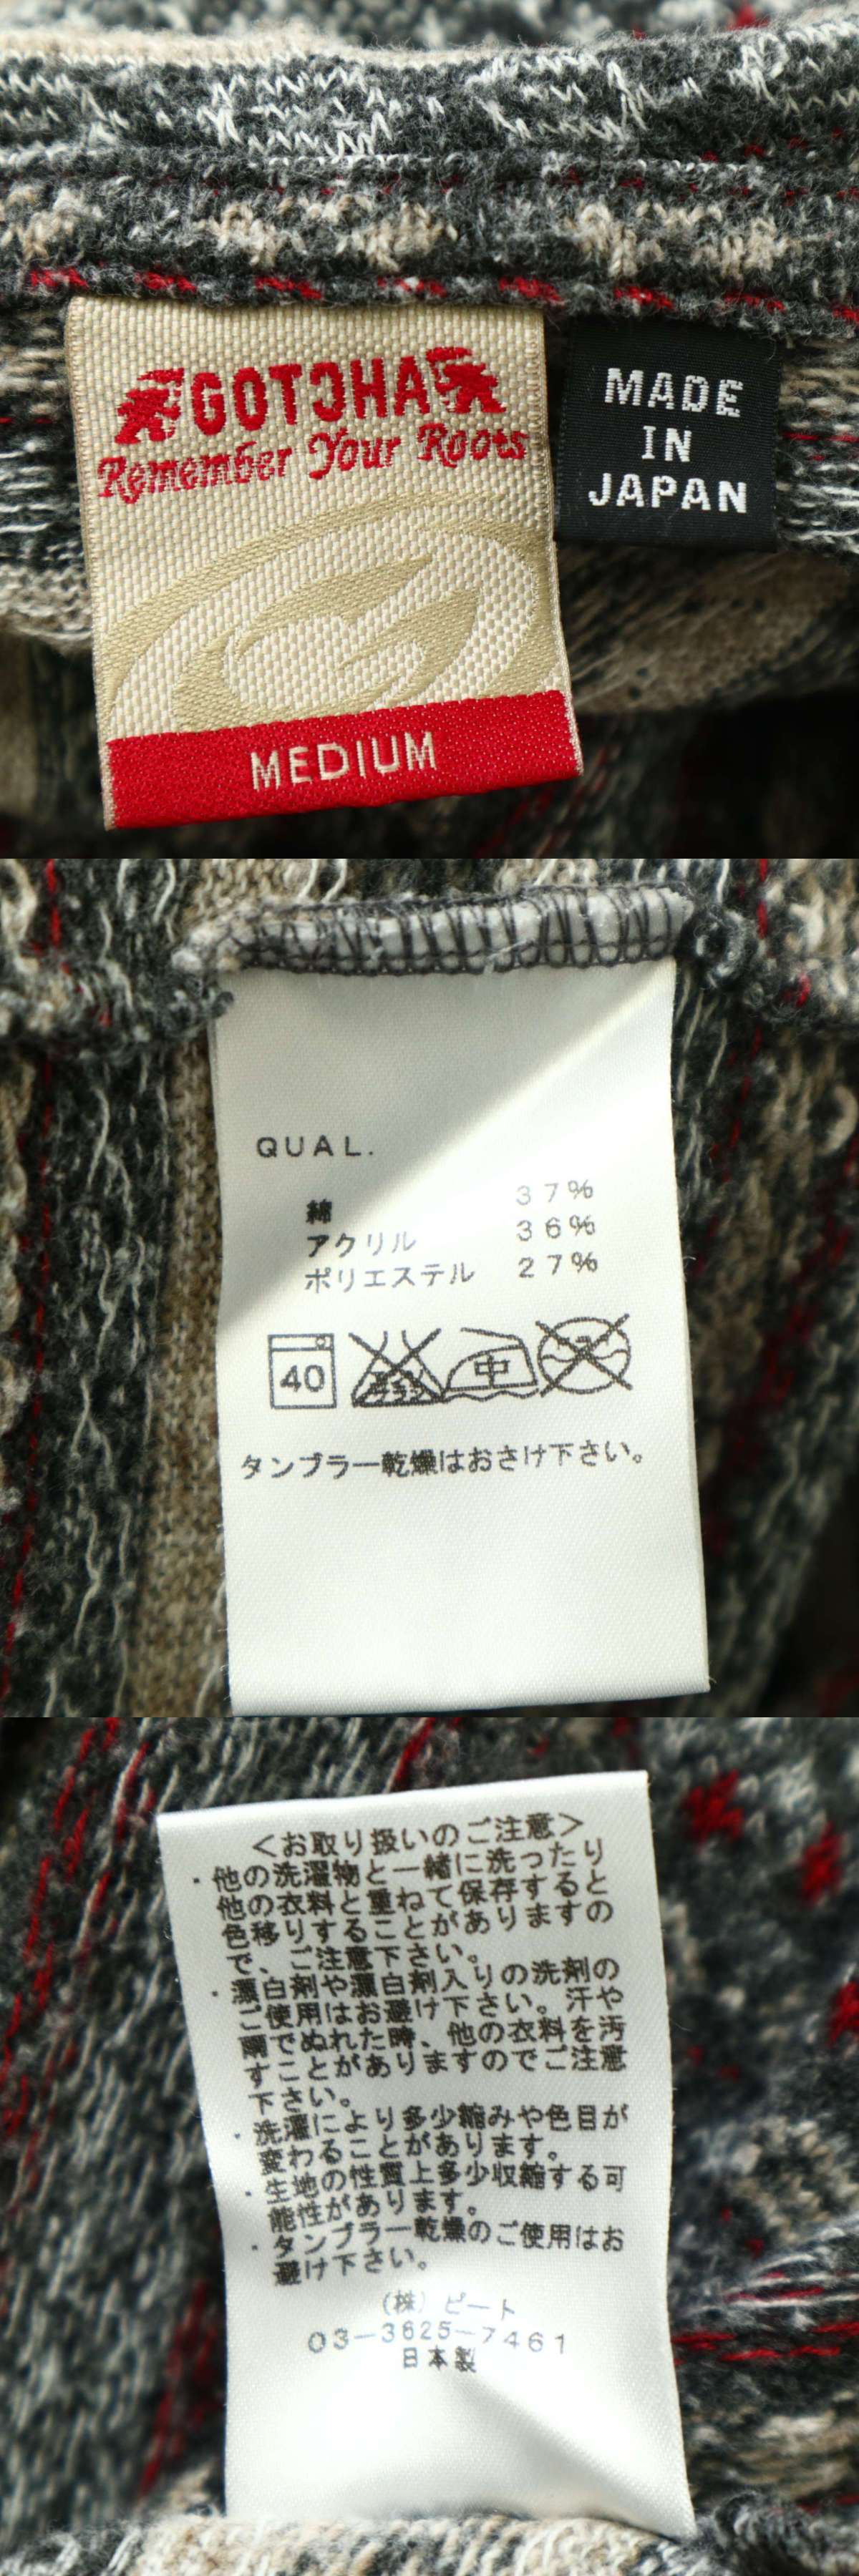 GOTCHA
Remember Your Roots
MEDIUM
MADE
IN
JAPAN
QUAL.
綿 37%
アクリル 36%
ポリエステル 27%
40
エンソサラシ
中
ドライ
タンブラー乾燥はおさけ下さい。
＜お取り扱いのご注意＞
・他の洗濯物と一緒に洗ったり
他の衣料と重ねて保存すると
色移りすることがありますの
で、ご注意下さい。
・漂白剤や漂白剤入りの洗剤の
ご使用はお避け下さい。汗や
雨でぬれた時、他の衣料を汚
すことがありますのでご注意
下さい。
・洗濯により多少縮みや色目が
変わることがあります。
・生地の性質上多少収縮する可
能性があります。
・タンブラー乾燥のご使用はお
避け下さい。
(株)ビート
03-3625-7461
日本製